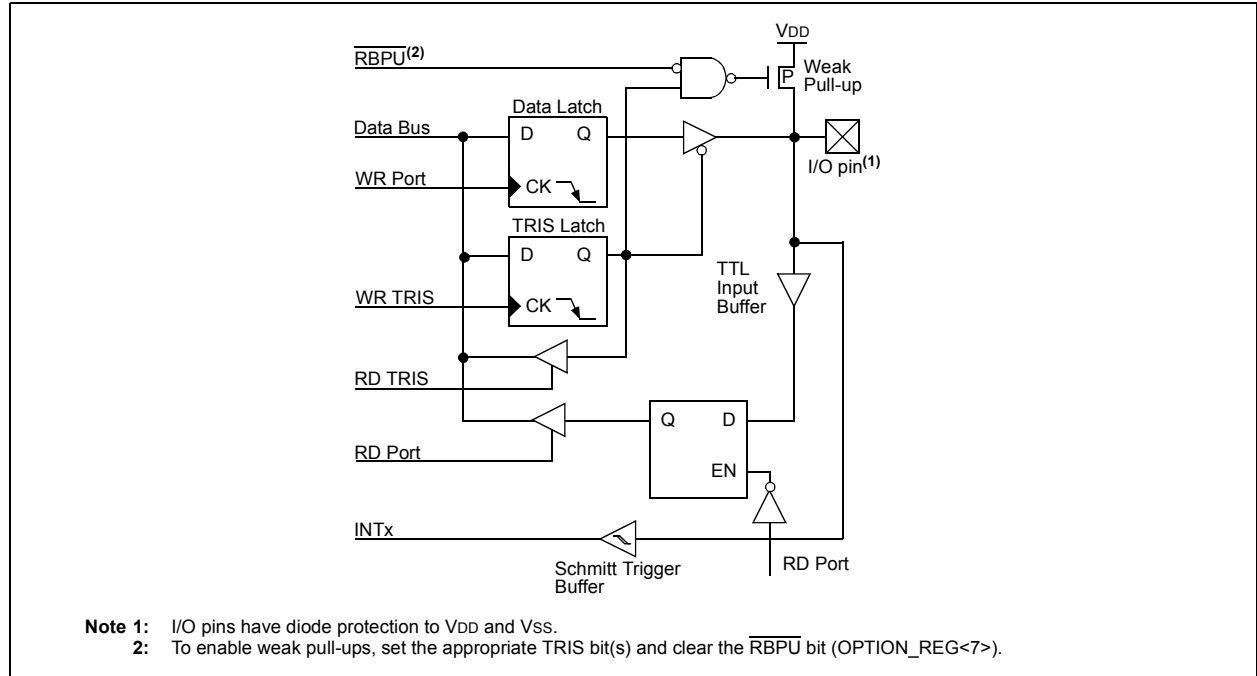 VDD
RBPU(2)
P
Weak
Pull-up
Data Latch
Data Bus
D
Q
I/O pin(1)
WR Port
CK
TRIS Latch
D
Q
TTL
Input
Buffer
WR TRIS
CK
RD TRIS
Q
D
RD Port
EN
INTx
Schmitt Trigger
Buffer
RD Port
Note 1: I/O pins have diode protection to VDD and VSS.
2: To enable weak pull-ups, set the appropriate TRIS bit(s) and clear the RBPU bit (OPTION_REG<7>).